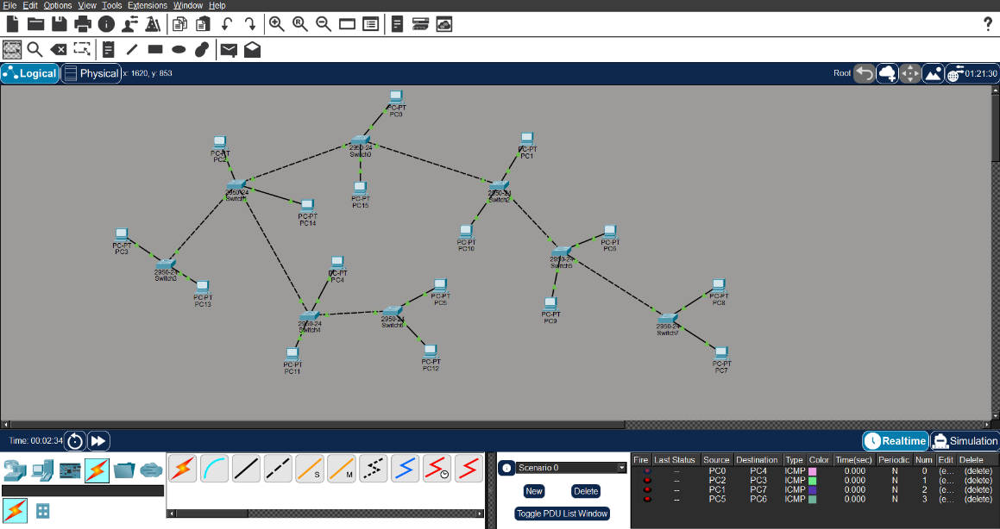 File Edit Options View Tools Extensions Window Help
Logical Physical x: 1620, y: 853 Root 01:21:30
PC-PT
PC0
2950-24
Switch0
PC-PT
PC2
PC-PT
PC1
2950-24
Switch1
PC-PT
PC15
2950-24
Switch2
PC-PT
PC14
PC-PT
PC3
PC-PT
PC10
PC-PT
PC6
2950-24
Switch5
2950-24
Switch3
PC-PT
PC4
PC-PT
PC13
PC-PT
PC5
PC-PT
PC8
PC-PT
PC9
2950-24
Switch4
2950-24
Switch6
2950-24
Switch7
PC-PT
PC11
PC-PT
PC12
PC-PT
PC7
Time: 00:02:34 Realtime Simulation
S M
Scenario 0
New Delete
Toggle PDU List Window
Fire Last Status Source Destination Type Color Time(sec) Periodic Num Edit Delete
-- PC0 PC4 ICMP 0.000 N 0 (e... (delete)
-- PC2 PC3 ICMP 0.000 N 1 (e... (delete)
-- PC1 PC7 ICMP 0.000 N 2 (e... (delete)
-- PC5 PC6 ICMP 0.000 N 3 (e... (delete)